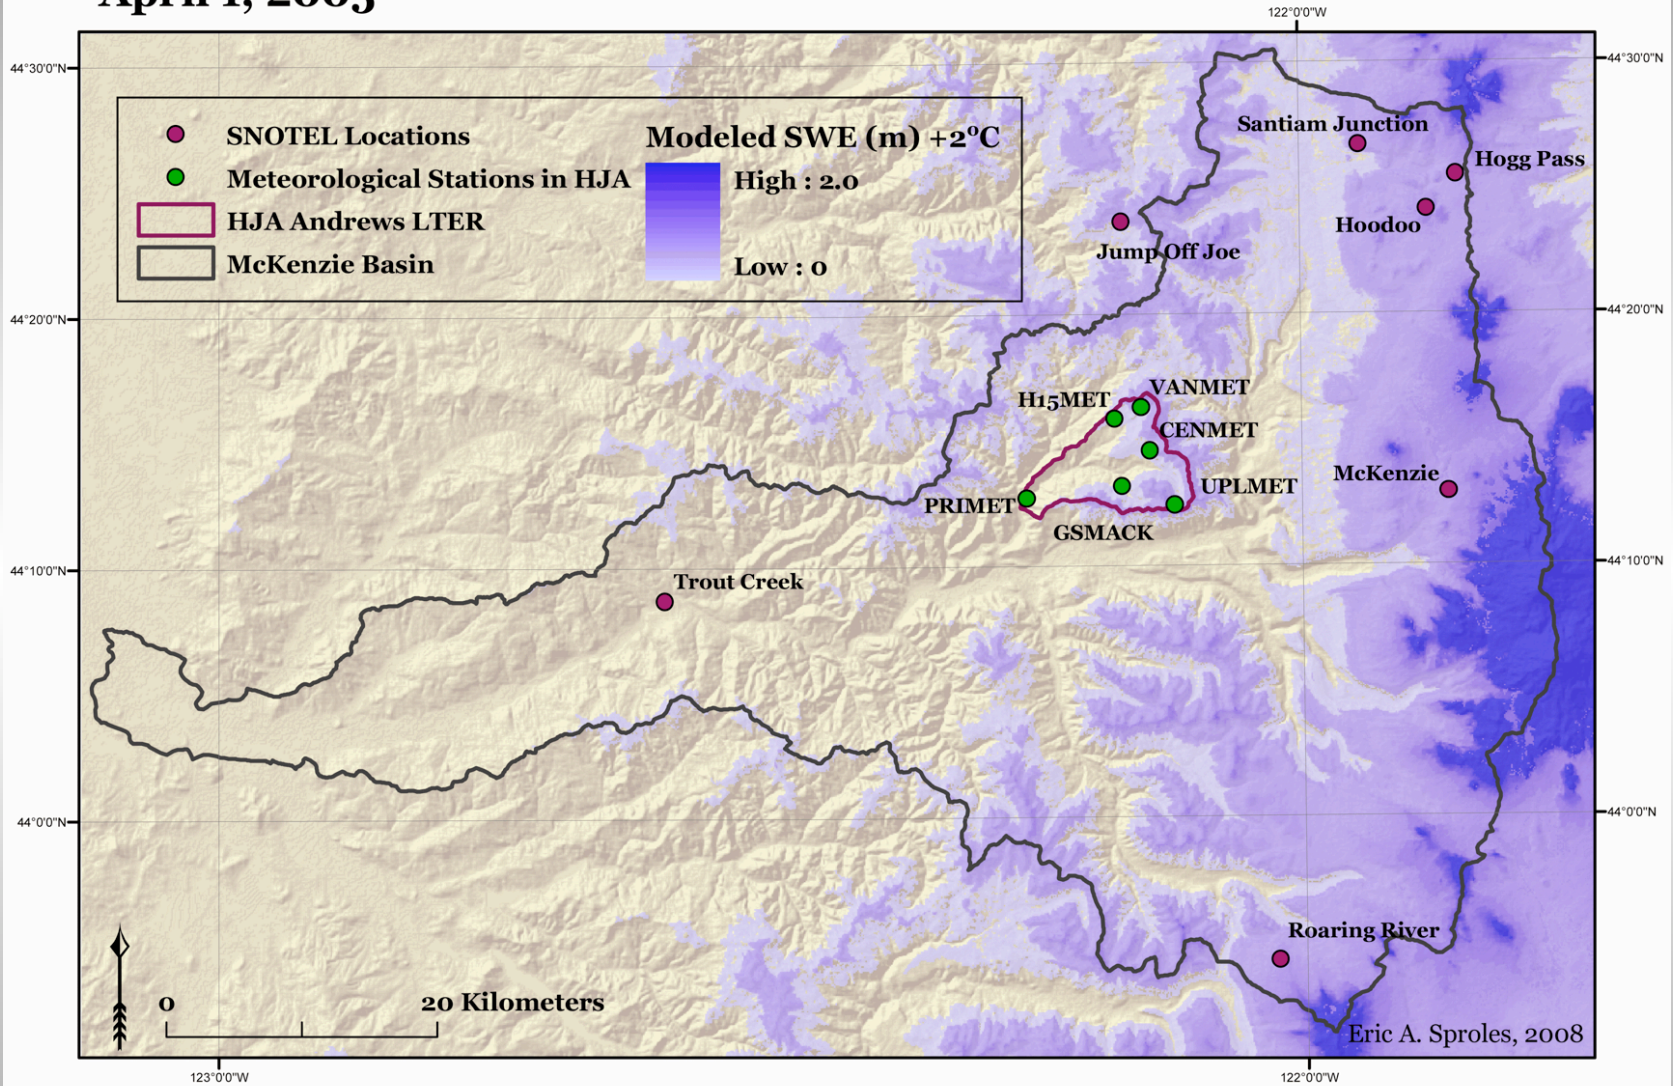 April 1, 2005
122°0'0"W
44°30'0"N
44°30'0"N
SNOTEL Locations
Meteorological Stations in HJA
HJA Andrews LTER
McKenzie Basin
Modeled SWE (m) +2°C
High : 2.0
Low : 0
Santiam Junction
Hogg Pass
Hoodoo
Jump Off Joe
44°20'0"N
44°20'0"N
VANMET
H15MET
CENMET
McKenzie
UPLMET
PRIMET
GSMACK
44°10'0"N
44°10'0"N
Trout Creek
44°0'0"N
44°0'0"N
Roaring River
0
20 Kilometers
Eric A. Sproles, 2008
123°0'0"W
122°0'0"W